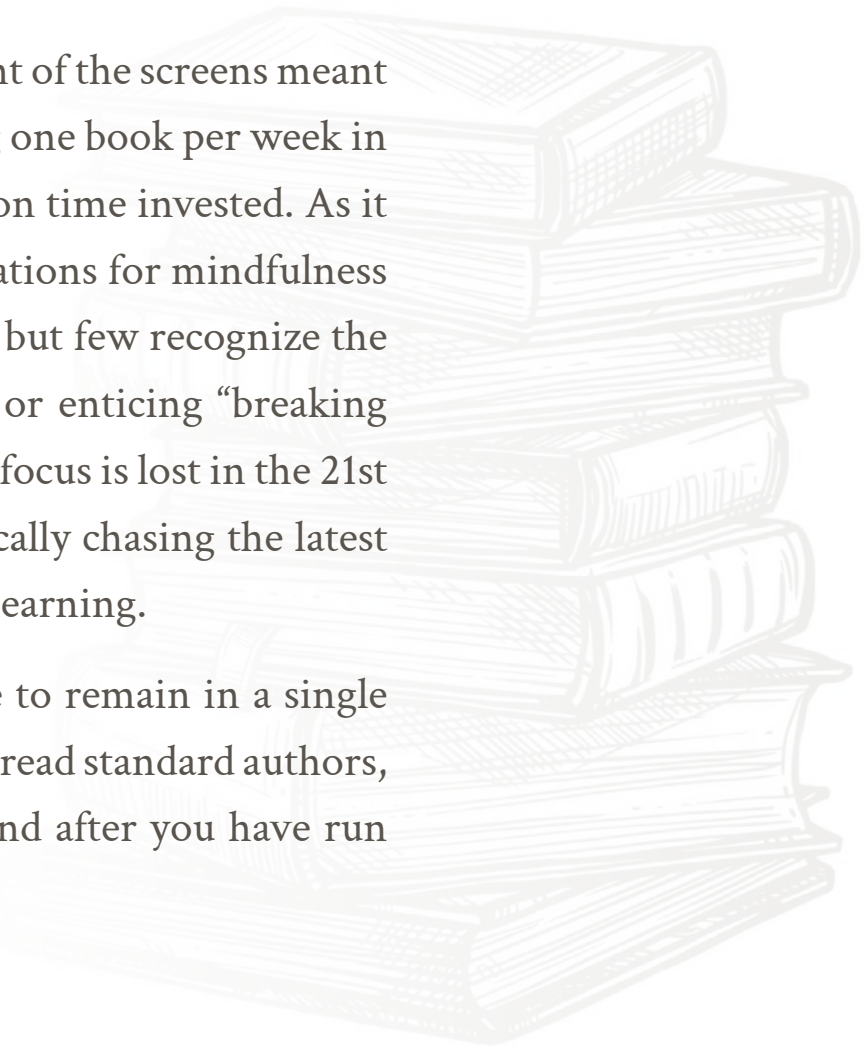 nt of the screens meant
one book per week in
on time invested. As it
ations for mindfulness
but few recognize the
or enticing “breaking
focus is lost in the 21st
cally chasing the latest
earning.
e to remain in a single
read standard authors,
nd after you have run